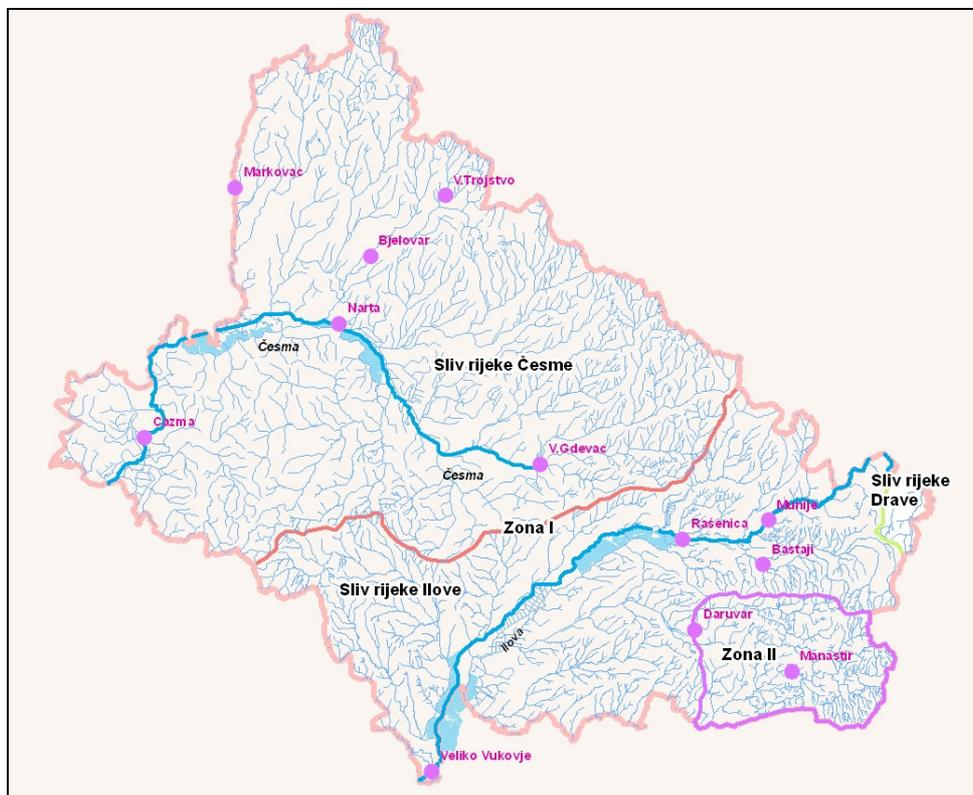 Markovac
V.Trojstvo
Bjelovar
Narta
Česma
Sliv rijeke Česme
Čazma
V.Gdevac
Česma
Sliv rijeke
Drave
Munije
Zona I
Rašenica
Bastaji
Sliv rijeke Ilove
Daruvar
Ilova
Zona II
Manastir
Veliko Vukovje